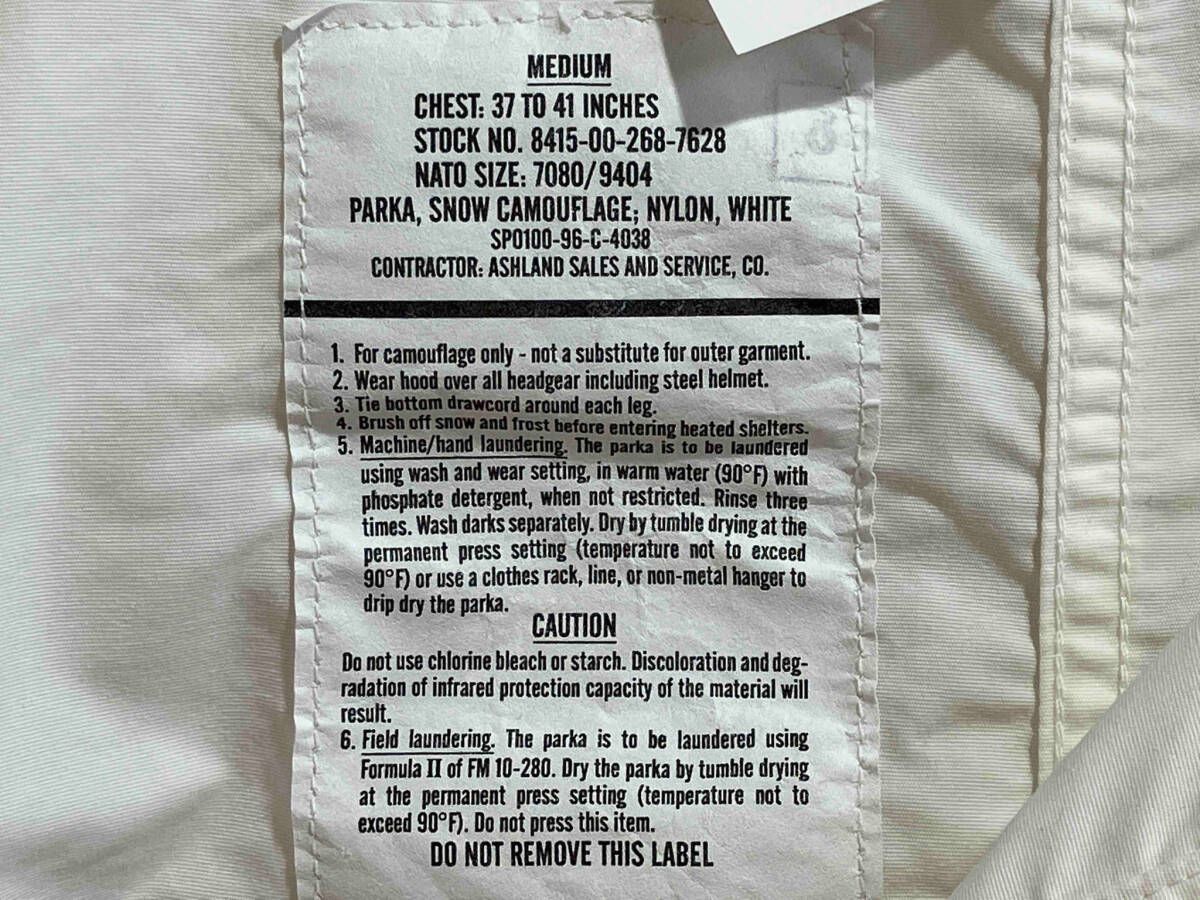 MEDIUM
CHEST: 37 TO 41 INCHES
STOCK NO. 8415-00-268-7628
NATO SIZE: 7080/9404
PARKA, SNOW CAMOUFLAGE; NYLON, WHITE
SPO100-96-C-4038
CONTRACTOR: ASHLAND SALES AND SERVICE, CO.
1. For camouflage only - not a substitute for outer garment.
2. Wear hood over all headgear including steel helmet.
3. Tie bottom drawcord around each leg.
4. Brush off snow and frost before entering heated shelters.
5. Machine/hand laundering. The parka is to be laundered
using wash and wear setting, in warm water (90°F) with
phosphate detergent, when not restricted. Rinse three
times. Wash darks separately. Dry by tumble drying at the
permanent press setting (temperature not to exceed
90°F) or use a clothes rack, line, or non-metal hanger to
drip dry the parka.
CAUTION
Do not use chlorine bleach or starch. Discoloration and deg-
radation of infrared protection capacity of the material will
result.
6. Field laundering. The parka is to be laundered using
Formula II of FM 10-280. Dry the parka by tumble drying
at the permanent press setting (temperature not to
exceed 90°F). Do not press this item.
DO NOT REMOVE THIS LABEL